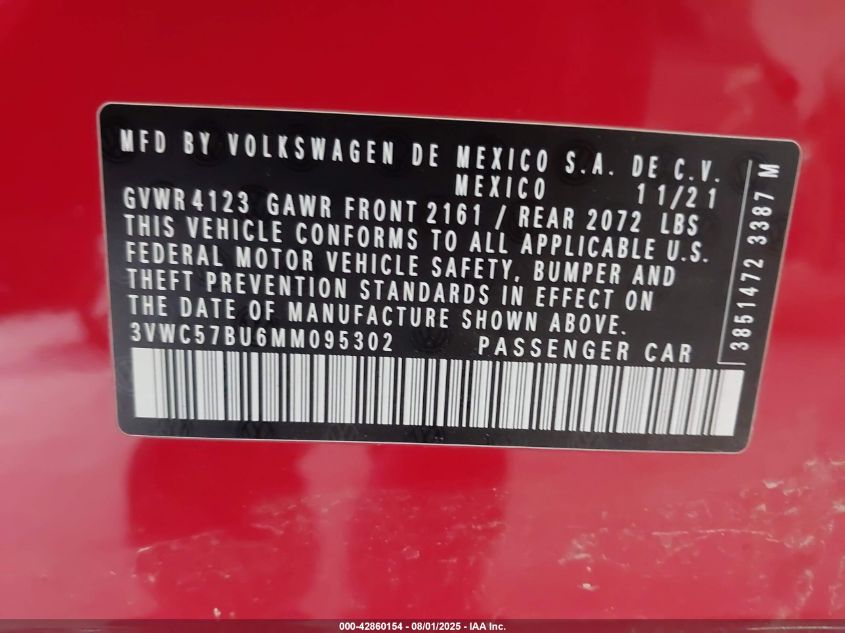 MFD BY VOLKSWAGEN DE MEXICO S.A. DE C.V.
MEXICO 11/21
GVWR 4123 GAWR FRONT 2161 / REAR 2072 LBS
THIS VEHICLE CONFORMS TO ALL APPLICABLE U.S.
FEDERAL MOTOR VEHICLE SAFETY, BUMPER AND
THEFT PREVENTION STANDARDS IN EFFECT ON
THE DATE OF MANUFACTURE SHOWN ABOVE.
3VWC57BU6MM095302 PASSENGER CAR
3851472 3387 M
000-42860154 - 08/01/2025 - IAA Inc.